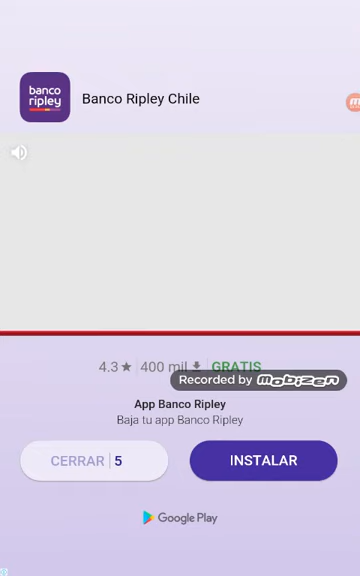 banco
ripley
Banco Ripley Chile
4.3 ★ 400 mil GRATIS
Recorded by mobizen
App Banco Ripley
Baja tu app Banco Ripley
CERRAR 5
INSTALAR
Google Play